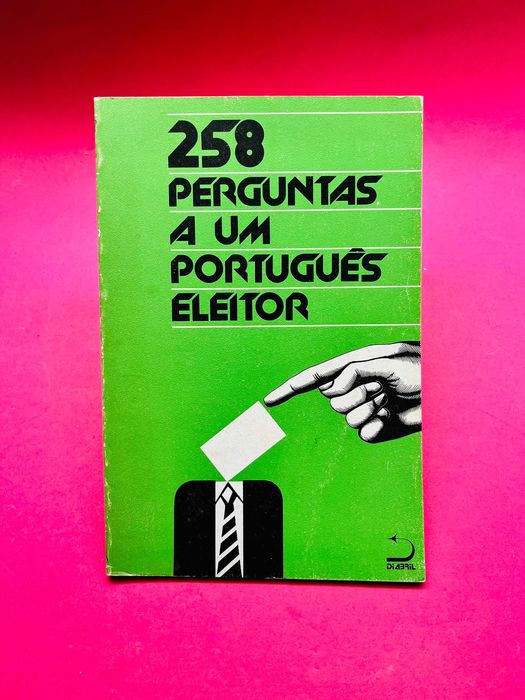 258
PERGUNTAS
A UM
PORTUGUÊS
ELEITOR
DIABRIL